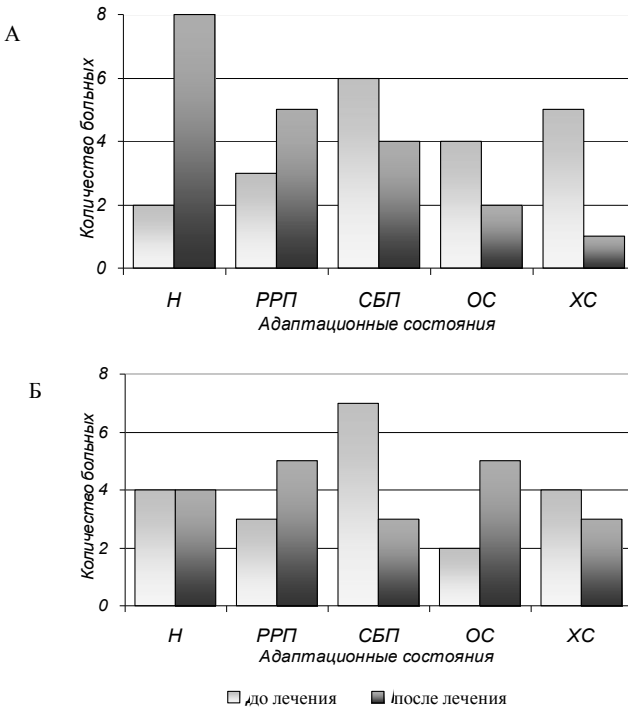 А
8
6
4
2
0
Количество больных
Н РРП СБП ОС ХС
Адаптационные состояния
Б
8
6
4
2
0
Количество больных
Н РРП СБП ОС ХС
Адаптационные состояния
до лечения после лечения